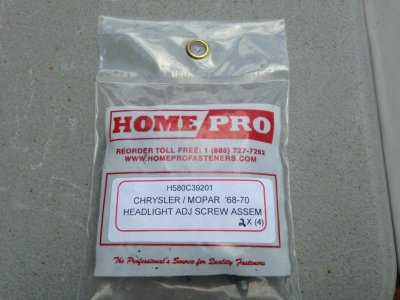 HOME PRO
REORDER TOLL FREE: 1 (866) 727-7262
WWW.HOMEPROFASTENERS.COM
H580C39201
CHRYSLER / MOPAR '68-70
HEADLIGHT ADJ SCREW ASSEM
2 X (4)
The Professional's Source for Quality Fasteners